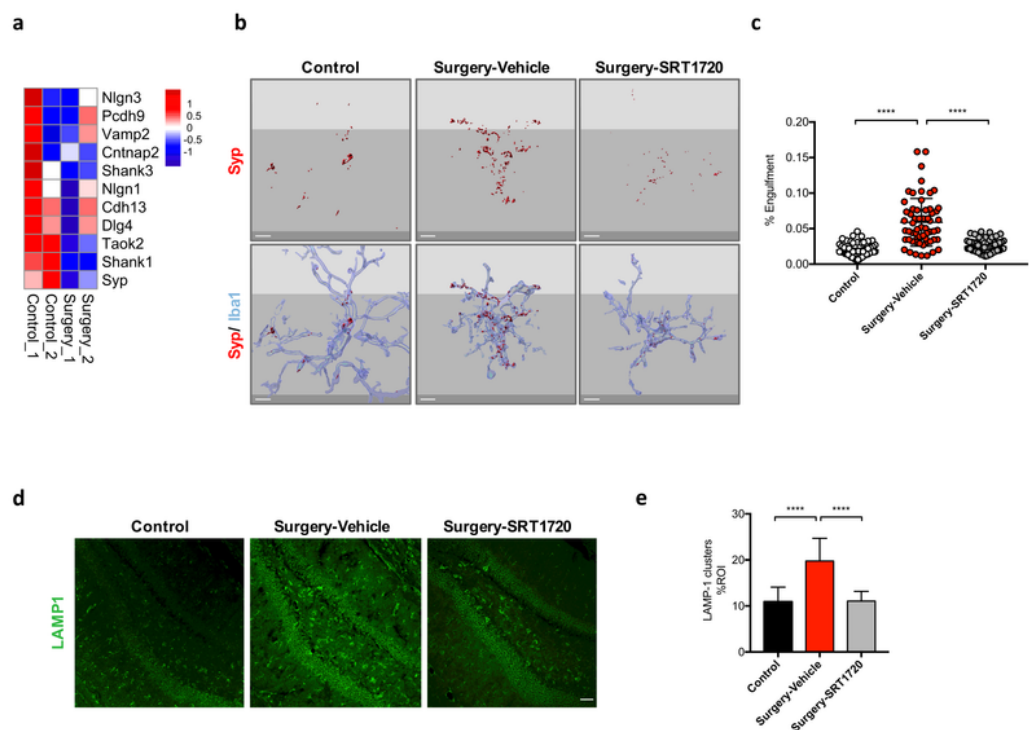 a
Nlgn3
Pcdh9
Vamp2
Cntnap2
Shank3
Nlgn1
Cdh13
Dlg4
Taok2
Shank1
Syp
Control_1
Control_2
Surgery_1
Surgery_2
1
0.5
0
-0.5
-1
b
Control
Surgery-Vehicle
Surgery-SRT1720
Syp
Syp/ Iba1
c
****
****
0.20
0.15
0.10
0.05
0.00
% Engulfment
Control
Surgery-Vehicle
Surgery-SRT1720
d
Control
Surgery-Vehicle
Surgery-SRT1720
LAMP1
e
****
****
30
20
10
0
LAMP-1 clusters
%ROI
Control
Surgery-Vehicle
Surgery-SRT1720